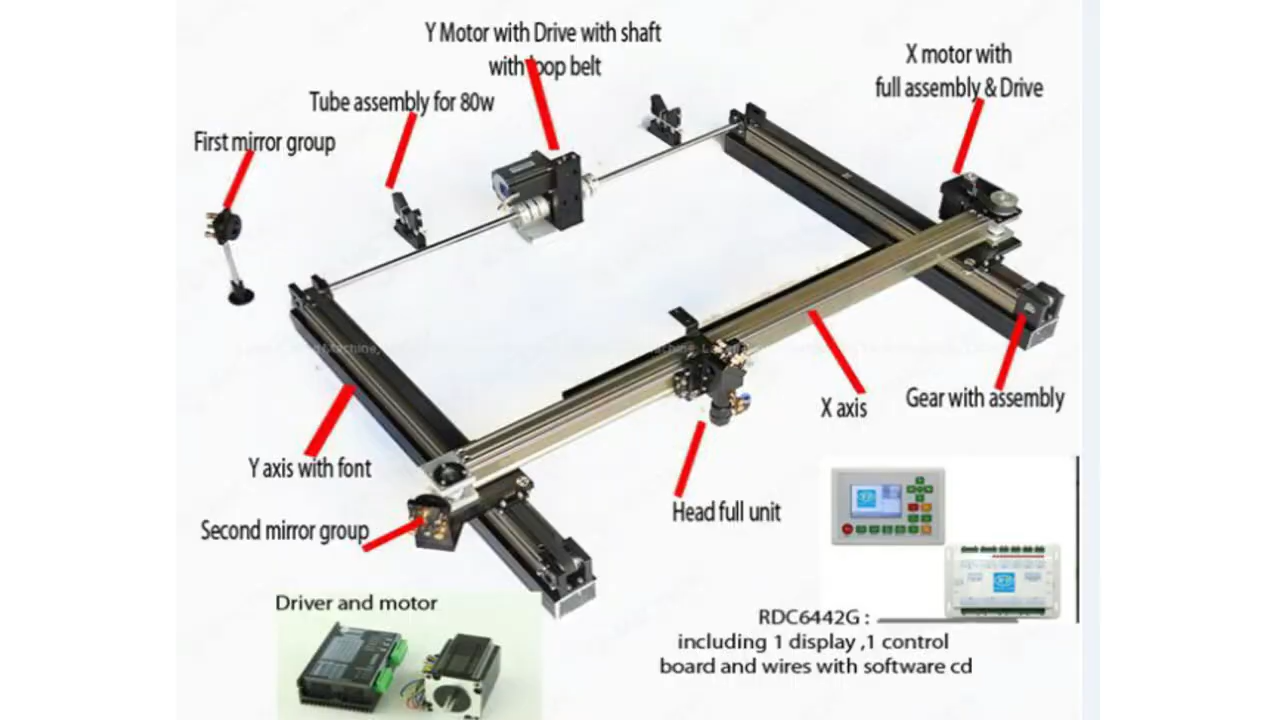 Y Motor with Drive with shaft
with loop belt
X motor with
full assembly & Drive
Tube assembly for 80w
First mirror group
X axis
Gear with assembly
Y axis with font
Head full unit
Second mirror group
Driver and motor
RDC6442G :
including 1 display ,1 control
board and wires with software cd